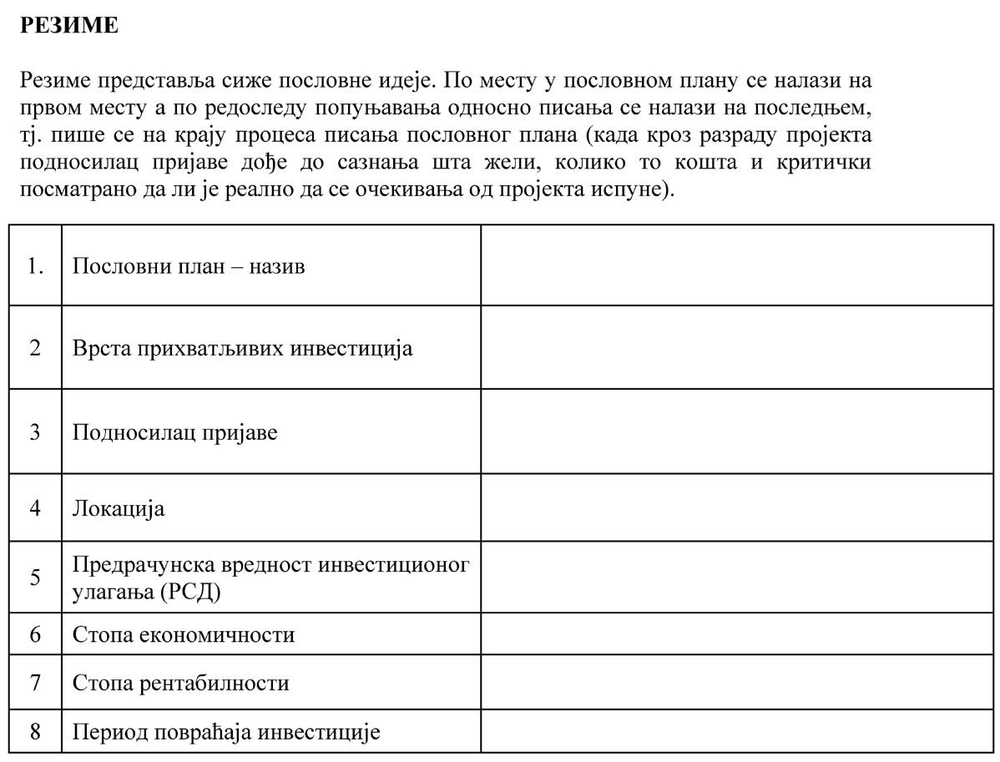 РЕЗИМЕ
Резиме представља сиже пословне идеје. По месту у пословном плану се налази на
првом месту а по редоследу попуњавања односно писања се налази на последњем,
тј. пише се на крају процеса писања пословног плана (када кроз разраду пројекта
подносилац пријаве дође до сазнања шта жели, колико то кошта и критички
посматрано да ли је реално да се очекивања од пројекта испуне).
1. Пословни план – назив
2 Врста прихватљивих инвестиција
3 Подносилац пријаве
4 Локација
5 Предрачунска вредност инвестиционог
улагања (РСД)
6 Стопа економичности
7 Стопа рентабилности
8 Период повраћаја инвестиције